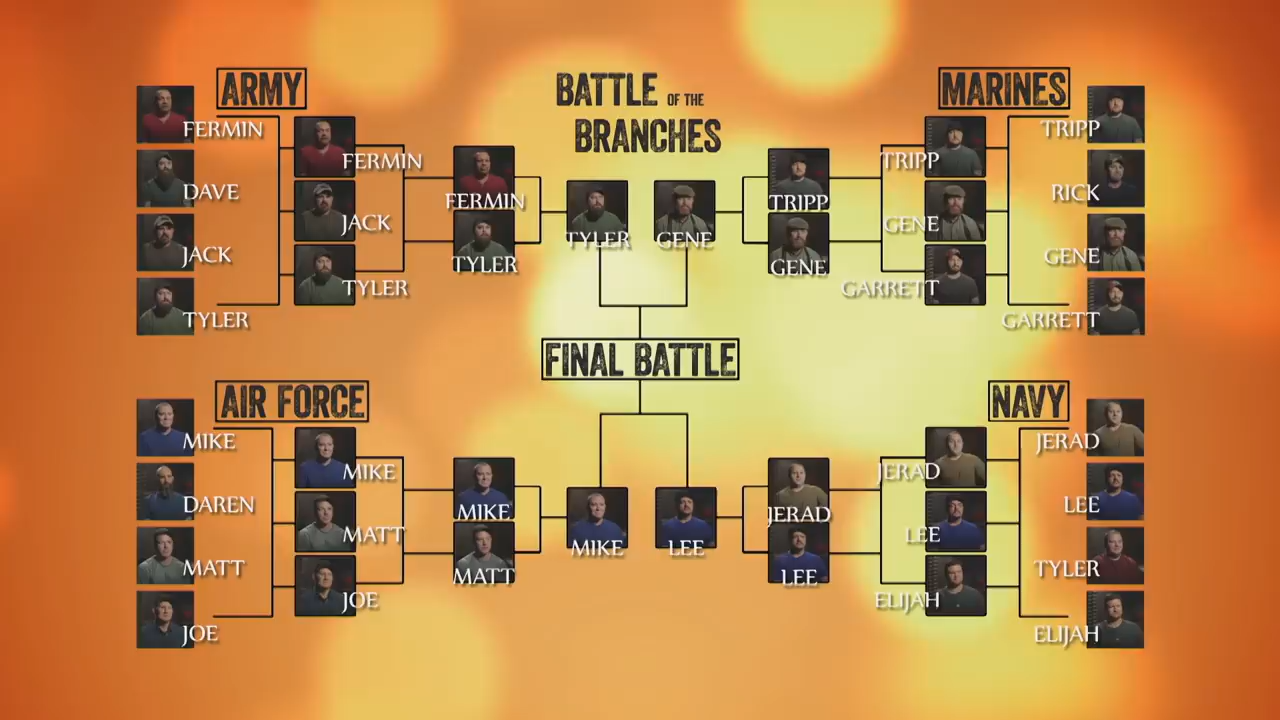 BATTLE OF THE
BRANCHES
ARMY
FERMIN
DAVE
JACK
TYLER
FERMIN
JACK
TYLER
FERMIN
TYLER
TYLER
MARINES
TRIPP
RICK
GENE
GARRETT
TRIPP
GENE
GARRETT
TRIPP
GENE
GENE
FINAL BATTLE
AIR FORCE
MIKE
DAREN
MATT
JOE
MIKE
MATT
JOE
MIKE
MATT
MIKE
NAVY
JERAD
LEE
TYLER
ELIJAH
JERAD
LEE
ELIJAH
JERAD
LEE
LEE